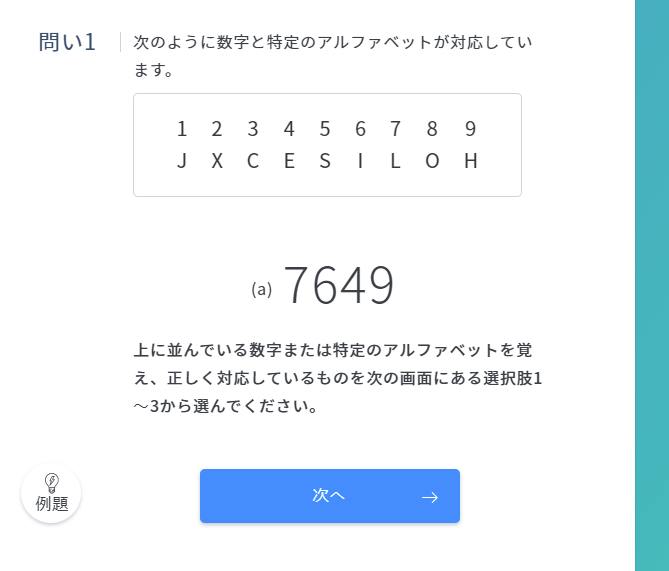 問い1
次のように数字と特定のアルファベットが対応してい
ます。
1 2 3 4 5 6 7 8 9
J X C E S I L O H
(a) 7649
上に並んでいる数字または特定のアルファベットを覚
え、正しく対応しているものを次の画面にある選択肢1
～3から選んでください。
例題
次へ →